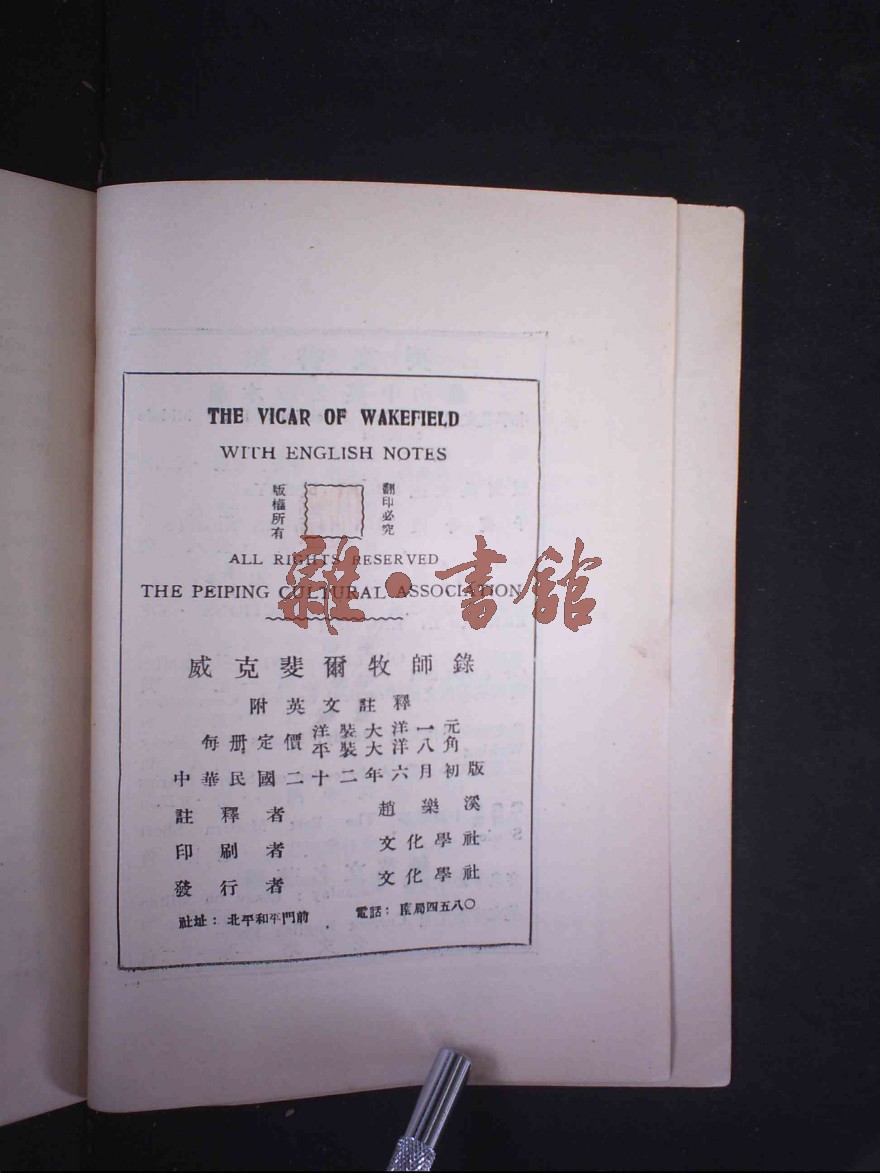 THE VICAR OF WAKEFIELD
WITH ENGLISH NOTES
版權所有
翻印必究
ALL RIGHTS RESERVED
THE PEIPING CULTURAL ASSOCIATION
雜·書館
威克斐爾牧師錄
附英文註釋
每册定價 洋裝大洋一元
平裝大洋八角
中華民國二十二年六月初版
註釋者 趙樂溪
印刷者 文化學社
發行者 文化學社
社址：北平和平門前 電話：南局四五八〇